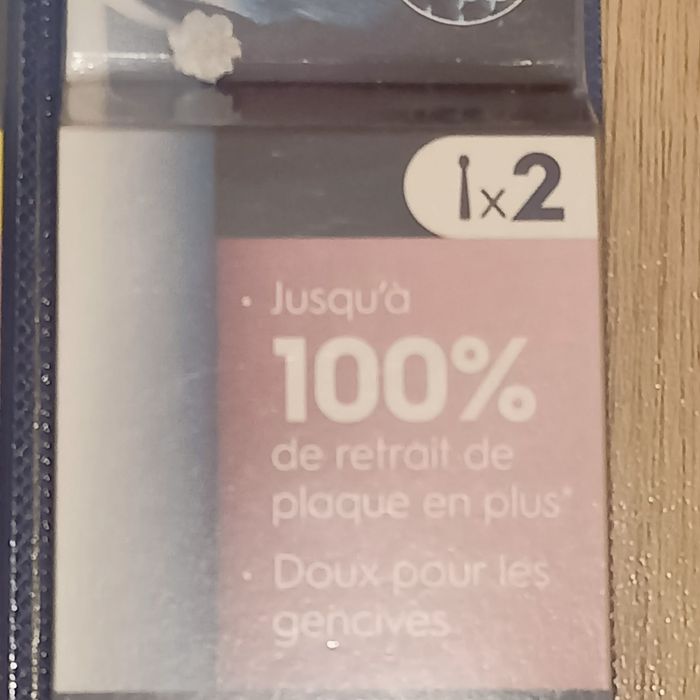 x2
• Jusqu'à
100%
de retrait de
plaque en plus*
• Doux pour les
gencives